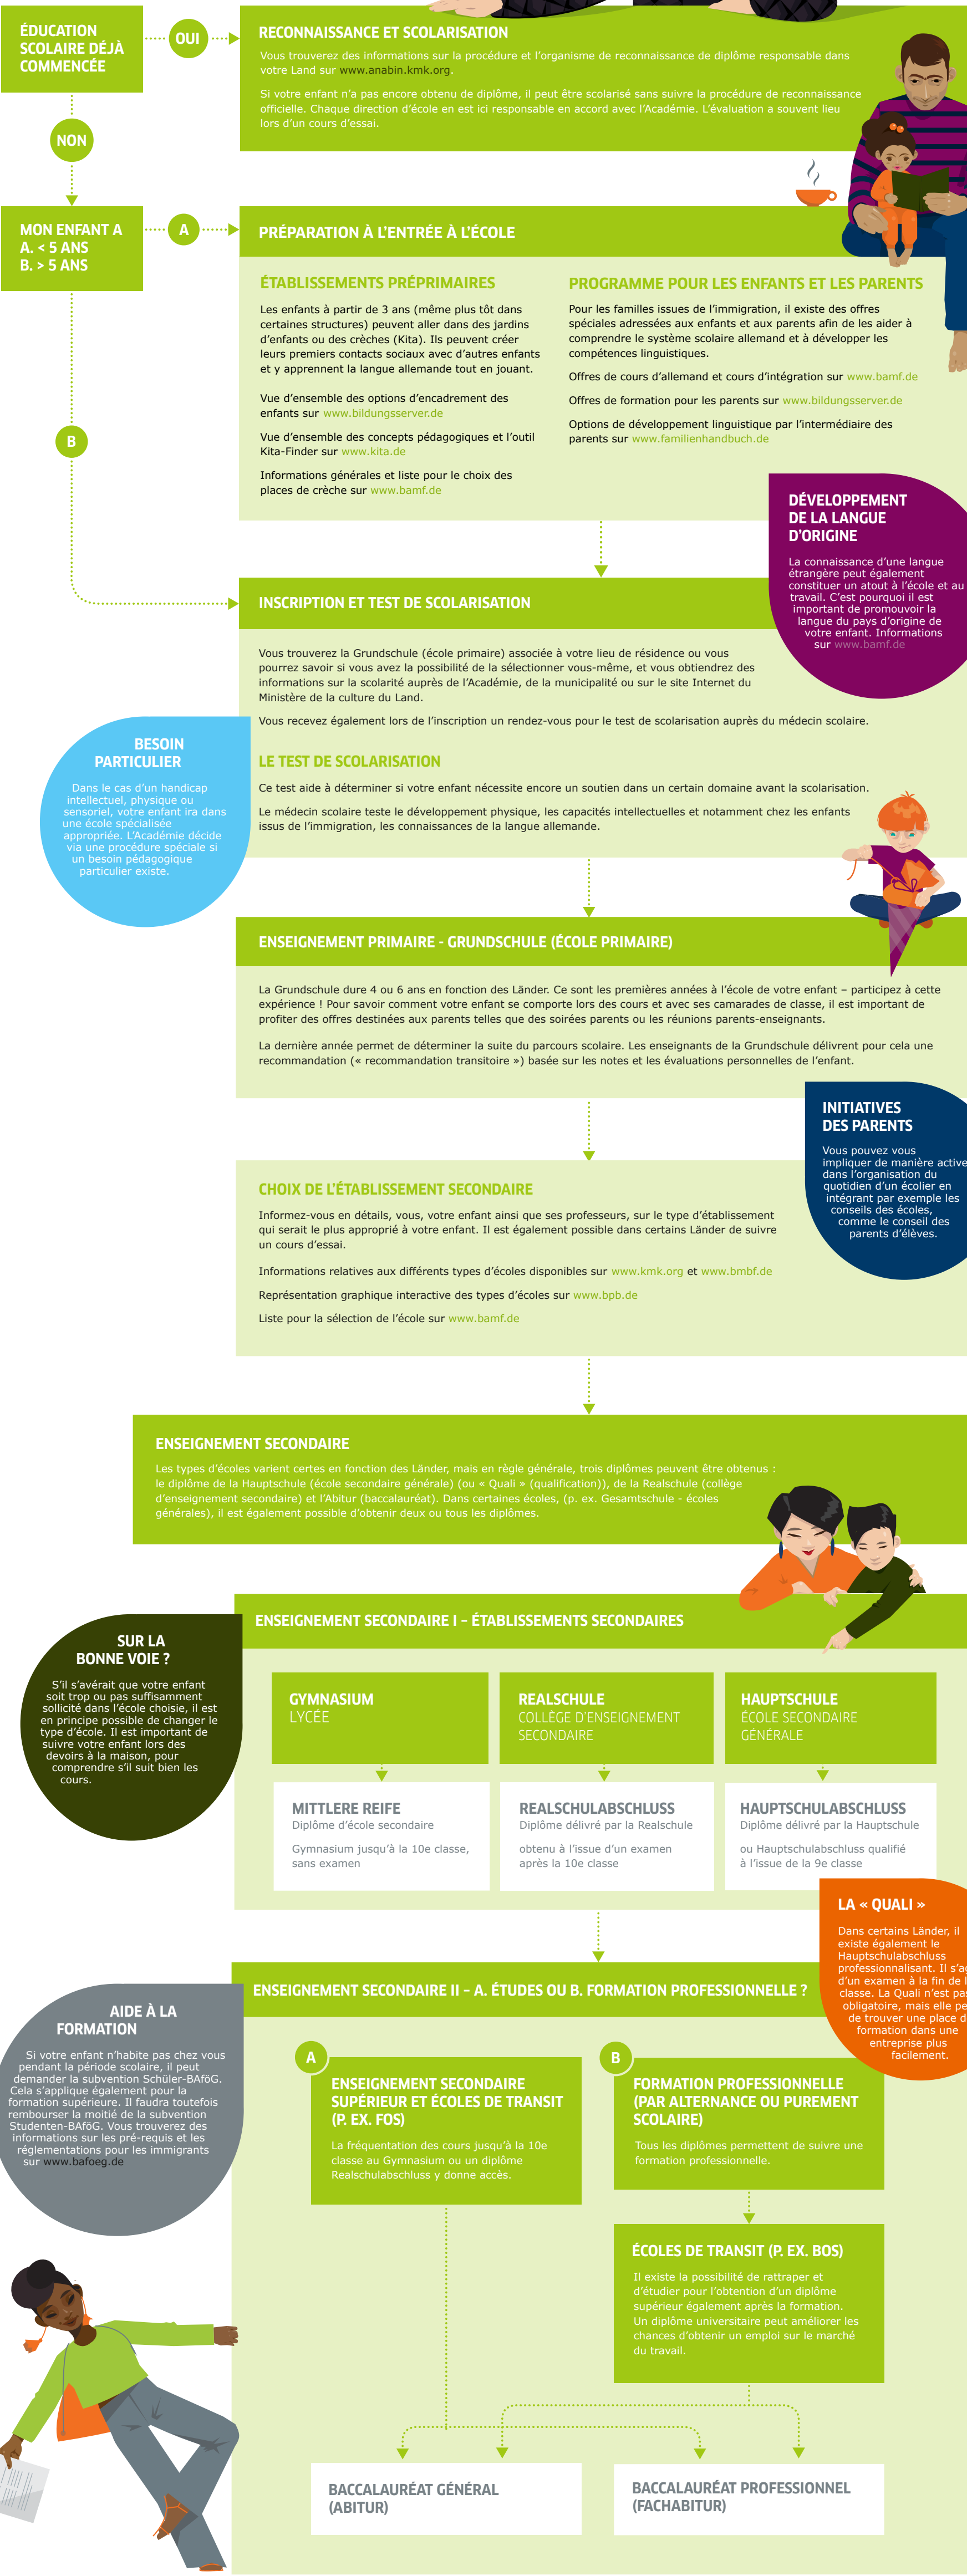 ÉDUCATION
SCOLAIRE DÉJÀ
COMMENCÉE
OUI
RECONNAISSANCE ET SCOLARISATION
Vous trouverez des informations sur la procédure et l'organisme de reconnaissance de diplôme responsable dans
votre Land sur www.anabin.kmk.org.
Si votre enfant n'a pas encore obtenu de diplôme, il peut être scolarisé sans suivre la procédure de reconnaissance
officielle. Chaque direction d'école en est ici responsable en accord avec l'Académie. L'évaluation a souvent lieu
lors d'un cours d'essai.
NON
MON ENFANT A
A. < 5 ANS
B. > 5 ANS
A
PRÉPARATION À L'ENTRÉE À L'ÉCOLE
ÉTABLISSEMENTS PRÉPRIMAIRES
Les enfants à partir de 3 ans (même plus tôt dans
certaines structures) peuvent aller dans des jardins
d'enfants ou des crèches (Kita). Ils peuvent créer
leurs premiers contacts sociaux avec d'autres enfants
et y apprennent la langue allemande tout en jouant.
Vue d'ensemble des options d'encadrement des
enfants sur www.bildungsserver.de
Vue d'ensemble des concepts pédagogiques et l'outil
Kita-Finder sur www.kita.de
Informations générales et liste pour le choix des
places de crèche sur www.bamf.de
PROGRAMME POUR LES ENFANTS ET LES PARENTS
Pour les familles issues de l'immigration, il existe des offres
spéciales adressées aux enfants et aux parents afin de les aider à
comprendre le système scolaire allemand et à développer les
compétences linguistiques.
Offres de cours d'allemand et cours d'intégration sur www.bamf.de
Offres de formation pour les parents sur www.bildungsserver.de
Options de développement linguistique par l'intermédiaire des
parents sur www.familienhandbuch.de
B
DÉVELOPPEMENT
DE LA LANGUE
D'ORIGINE
La connaissance d'une langue
étrangère peut également
constituer un atout à l'école et au
travail. C'est pourquoi il est
important de promouvoir la
langue du pays d'origine de
votre enfant. Informations
sur www.bamf.de
INSCRIPTION ET TEST DE SCOLARISATION
Vous trouverez la Grundschule (école primaire) associée à votre lieu de résidence ou vous
pourrez savoir si vous avez la possibilité de la sélectionner vous-même, et vous obtiendrez des
informations sur la scolarité auprès de l'Académie, de la municipalité ou sur le site Internet du
Ministère de la culture du Land.
Vous recevez également lors de l'inscription un rendez-vous pour le test de scolarisation auprès du médecin scolaire.
BESOIN
PARTICULIER
Dans le cas d'un handicap
intellectuel, physique ou
sensoriel, votre enfant ira dans
une école spécialisée
appropriée. L'Académie décide
via une procédure spéciale si
un besoin pédagogique
particulier existe.
LE TEST DE SCOLARISATION
Ce test aide à déterminer si votre enfant nécessite encore un soutien dans un certain domaine avant la scolarisation.
Le médecin scolaire teste le développement physique, les capacités intellectuelles et notamment chez les enfants
issus de l'immigration, les connaissances de la langue allemande.
ENSEIGNEMENT PRIMAIRE - GRUNDSCHULE (ÉCOLE PRIMAIRE)
La Grundschule dure 4 ou 6 ans en fonction des Länder. Ce sont les premières années à l'école de votre enfant – participez à cette
expérience ! Pour savoir comment votre enfant se comporte lors des cours et avec ses camarades de classe, il est important de
profiter des offres destinées aux parents telles que des soirées parents ou les réunions parents-enseignants.
La dernière année permet de déterminer la suite du parcours scolaire. Les enseignants de la Grundschule délivrent pour cela une
recommandation (« recommandation transitoire ») basée sur les notes et les évaluations personnelles de l'enfant.
INITIATIVES
DES PARENTS
Vous pouvez vous
impliquer de manière active
dans l'organisation du
quotidien d'un écolier en
intégrant par exemple les
conseils des écoles,
comme le conseil des
parents d'élèves.
CHOIX DE L'ÉTABLISSEMENT SECONDAIRE
Informez-vous en détails, vous, votre enfant ainsi que ses professeurs, sur le type d'établissement
qui serait le plus approprié à votre enfant. Il est également possible dans certains Länder de suivre
un cours d'essai.
Informations relatives aux différents types d'écoles disponibles sur www.kmk.org et www.bmbf.de
Représentation graphique interactive des types d'écoles sur www.bpb.de
Liste pour la sélection de l'école sur www.bamf.de
ENSEIGNEMENT SECONDAIRE
Les types d'écoles varient certes en fonction des Länder, mais en règle générale, trois diplômes peuvent être obtenus :
le diplôme de la Hauptschule (école secondaire générale) (ou « Quali » (qualification)), de la Realschule (collège
d'enseignement secondaire) et l'Abitur (baccalauréat). Dans certaines écoles, (p. ex. Gesamtschule - écoles
générales), il est également possible d'obtenir deux ou tous les diplômes.
ENSEIGNEMENT SECONDAIRE I – ÉTABLISSEMENTS SECONDAIRES
SUR LA
BONNE VOIE ?
S'il s'avérait que votre enfant
soit trop ou pas suffisamment
sollicité dans l'école choisie, il est
en principe possible de changer le
type d'école. Il est important de
suivre votre enfant lors des
devoirs à la maison, pour
comprendre s'il suit bien les
cours.
GYMNASIUM
LYCÉE
REALSCHULE
COLLÈGE D'ENSEIGNEMENT
SECONDAIRE
HAUPTSCHULE
ÉCOLE SECONDAIRE
GÉNÉRALE
MITTLERE REIFE
Diplôme d'école secondaire
Gymnasium jusqu'à la 10e classe,
sans examen
REALSCHULABSCHLUSS
Diplôme délivré par la Realschule
obtenu à l'issue d'un examen
après la 10e classe
HAUPTSCHULABSCHLUSS
Diplôme délivré par la Hauptschule
ou Hauptschulabschluss qualifié
à l'issue de la 9e classe
LA « QUALI »
Dans certains Länder, il
existe également le
Hauptschulabschluss
professionnalisant. Il s'a
d'un examen à la fin de
classe. La Quali n'est pas
obligatoire, mais elle
de trouver une place
formation dans une
entreprise plus
facilement.
ENSEIGNEMENT SECONDAIRE II – A. ÉTUDES OU B. FORMATION PROFESSIONNELLE ?
AIDE À LA
FORMATION
Si votre enfant n'habite pas chez vous
pendant la période scolaire, il peut
demander la subvention Schüler-BAföG.
Cela s'applique également pour la
formation supérieure. Il faudra toutefois
rembourser la moitié de la subvention
Studenten-BAföG. Vous trouverez des
informations sur les pré-requis et les
réglementations pour les immigrants
sur www.bafoeg.de
A
ENSEIGNEMENT SECONDAIRE
SUPÉRIEUR ET ÉCOLES DE TRANSIT
(P. EX. FOS)
La fréquentation des cours jusqu'à la 10e
classe au Gymnasium ou un diplôme
Realschulabschluss y donne accès.
B
FORMATION PROFESSIONNELLE
(PAR ALTERNANCE OU PUREMENT
SCOLAIRE)
Tous les diplômes permettent de suivre une
formation professionnelle.
ÉCOLES DE TRANSIT (P. EX. BOS)
Il existe la possibilité de rattraper et
d'étudier pour l'obtention d'un diplôme
supérieur également après la formation.
Un diplôme universitaire peut améliorer les
chances d'obtenir un emploi sur le marché
du travail.
BACCALAURÉAT GÉNÉRAL
(ABITUR)
BACCALAURÉAT PROFESSIONNEL
(FACHABITUR)